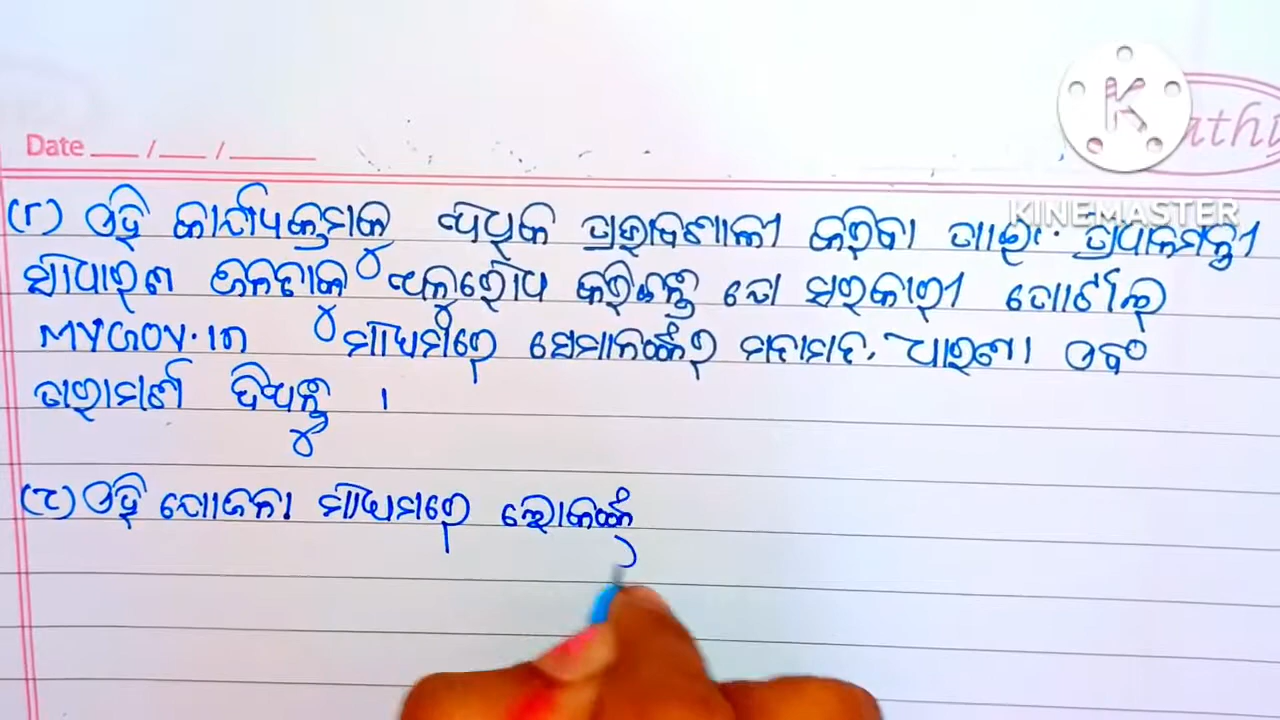 Date __/__/____
KINEMASTER
(୮) ଏହି କାର୍ଯ୍ୟକ୍ରମକୁ ଅଧିକ ପ୍ରଭାବଶାଳୀ କରିବା ପାଇଁ ପ୍ରଧାନମନ୍ତ୍ରୀ
ସାଧାରଣ ଜନତାକୁ ଅନୁରୋଧ କରିଛନ୍ତି ଯେ ସରକାରୀ ପୋର୍ଟାଲ୍
MYGOV.in ମାଧ୍ୟମରେ ସେମାନଙ୍କର ମତାମତ, ଧାରଣା ଏବଂ
ପରାମର୍ଶ ଦିଅନ୍ତୁ ।
(୯) ଏହି ଯୋଜନା ମାଧ୍ୟମରେ ଲୋକଙ୍କୁ